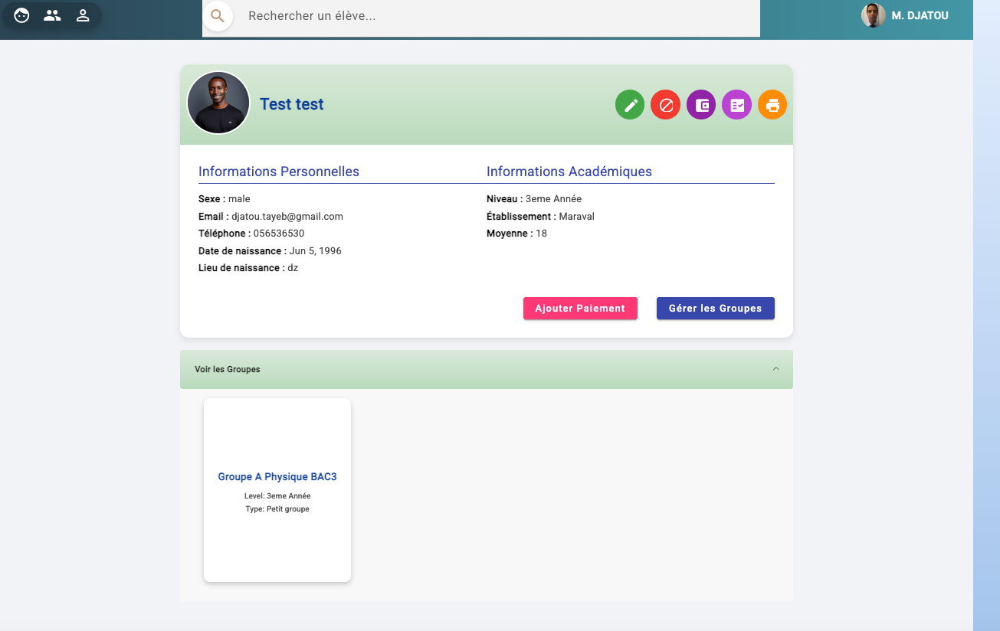 Rechercher un élève...
M. DJATOU
Test test
Informations Personnelles
Sexe : male
Email : djatou.tayeb@gmail.com
Téléphone : 056536530
Date de naissance : Jun 5, 1996
Lieu de naissance : dz
Informations Académiques
Niveau : 3eme Année
Établissement : Maraval
Moyenne : 18
Ajouter Paiement
Gérer les Groupes
Voir les Groupes
Groupe A Physique BAC3
Level: 3eme Année
Type: Petit groupe